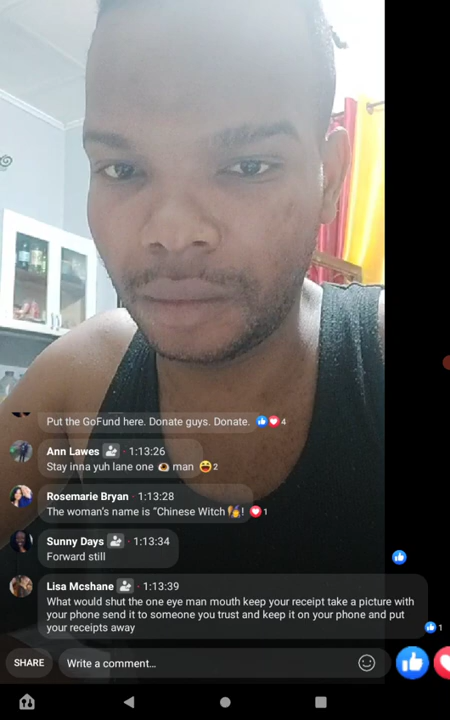 Put the GoFund here. Donate guys. Donate. 4
Ann Lawes · 1:13:26
Stay inna yuh lane one 👁 man 😆 2
Rosemarie Bryan · 1:13:28
The woman's name is "Chinese Witch 🧙! 1
Sunny Days · 1:13:34
Forward still
Lisa Mcshane · 1:13:39
What would shut the one eye man mouth keep your receipt take a picture with
your phone send it to someone you trust and keep it on your phone and put
your receipts away 1
SHARE Write a comment...